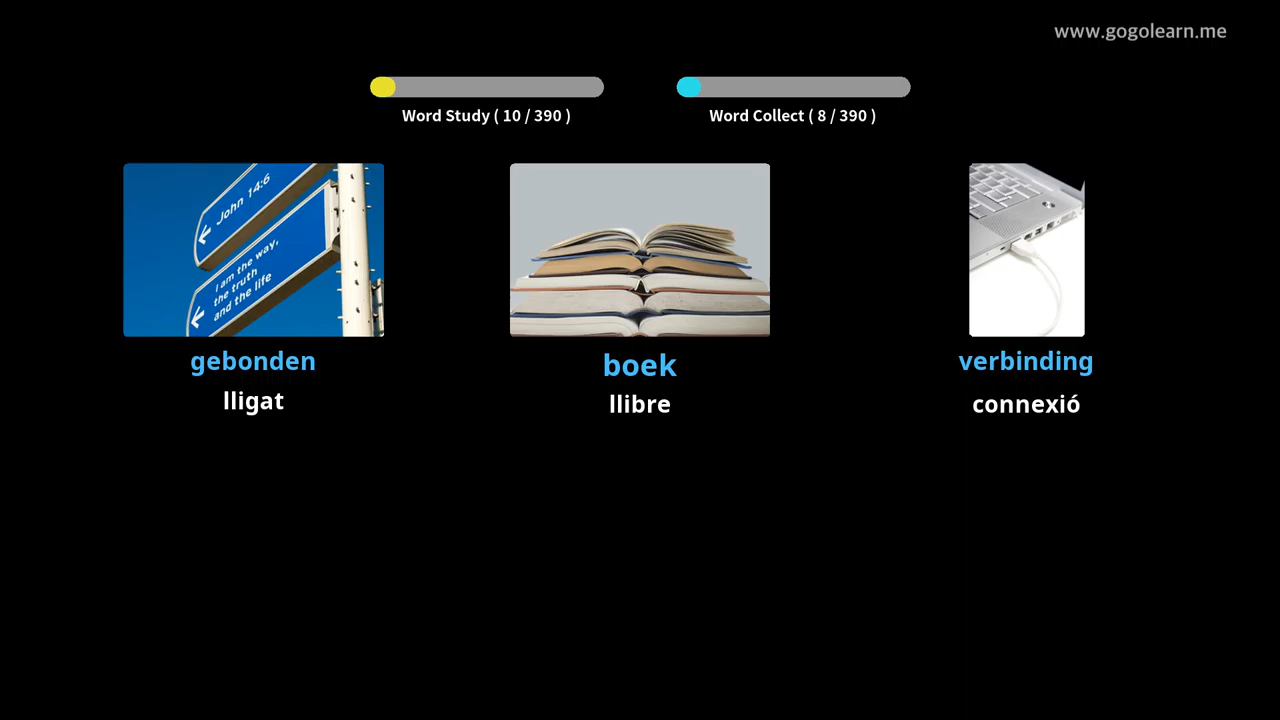 www.gogolearn.me
Word Study ( 10 / 390 )
Word Collect ( 8 / 390 )
John 14:6
I am the way,
the truth
and the life
gebonden
boek
verbinding
lligat
llibre
connexió